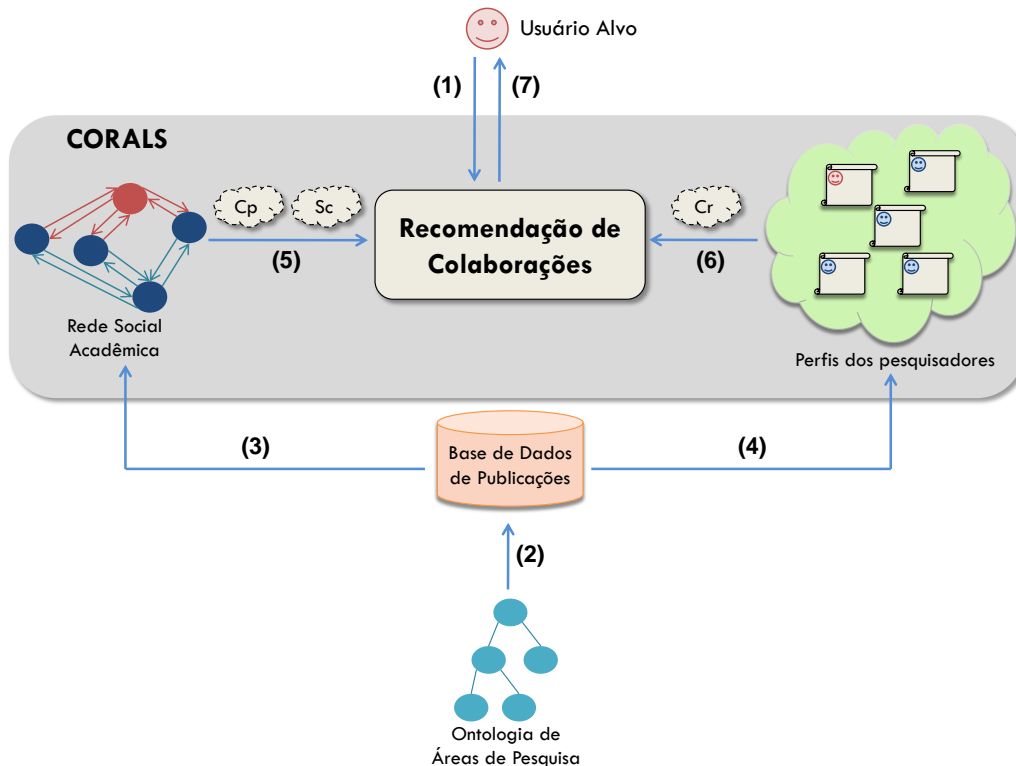 Usuário Alvo
(1)
(7)
CORALS
Cp
Sc
Recomendação de
Colaborações
Cr
(5)
(6)
Rede Social
Acadêmica
Perfis dos pesquisadores
(3)
Base de Dados
de Publicações
(4)
(2)
Ontologia de
Áreas de Pesquisa